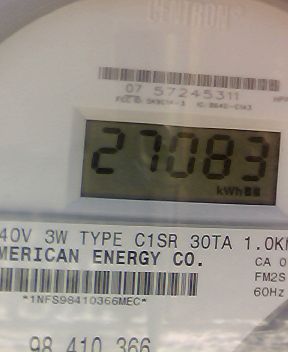 CENTRON
07 57245311
27083
kWh
40V 3W TYPE C1SR 30TA 1.0K
MERICAN ENERGY CO.
CA 0
FM2S
60Hz
*1NFS98410366MEC*
98 410 366